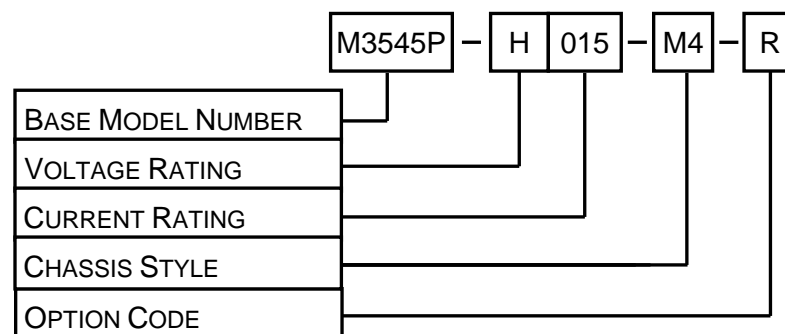 M3545P – H 015 – M4 – R
BASE MODEL NUMBER
VOLTAGE RATING
CURRENT RATING
CHASSIS STYLE
OPTION CODE